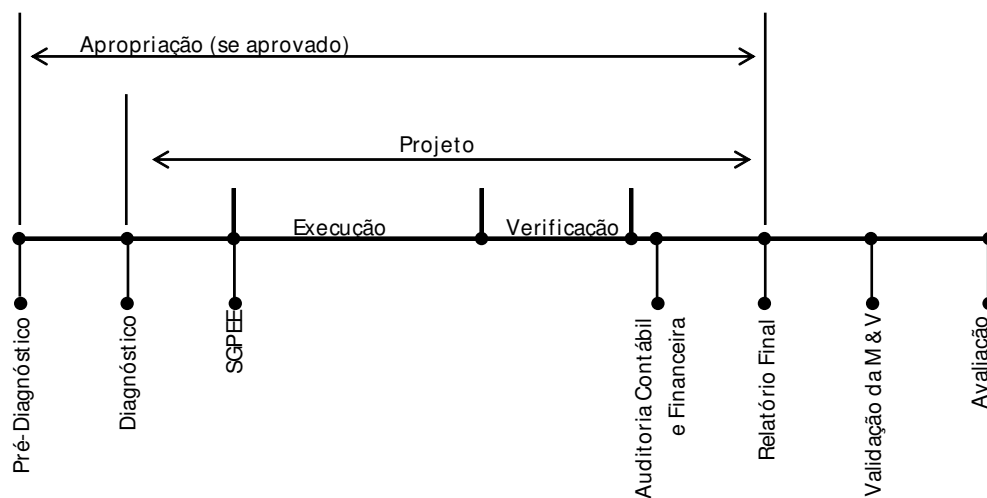 Apropriação (se aprovado)
Projeto
Execução
Verificação
Pré-Diagnóstico
Diagnóstico
SGPEE
Auditoria Contábil
e Financeira
Relatório Final
Validação da M & V
Avaliação